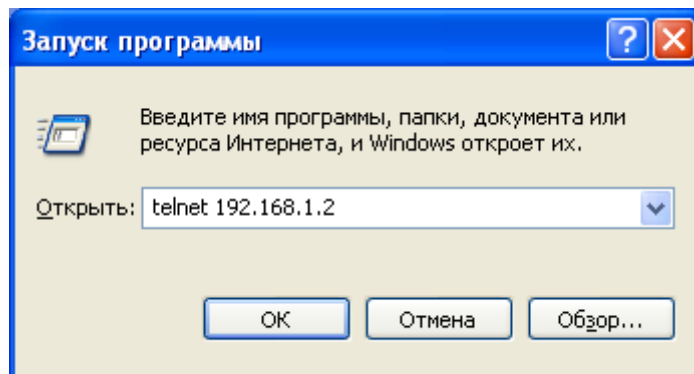 Запуск программы
Введите имя программы, папки, документа или
ресурса Интернета, и Windows откроет их.
Открыть: telnet 192.168.1.2
ОК Отмена Обзор...